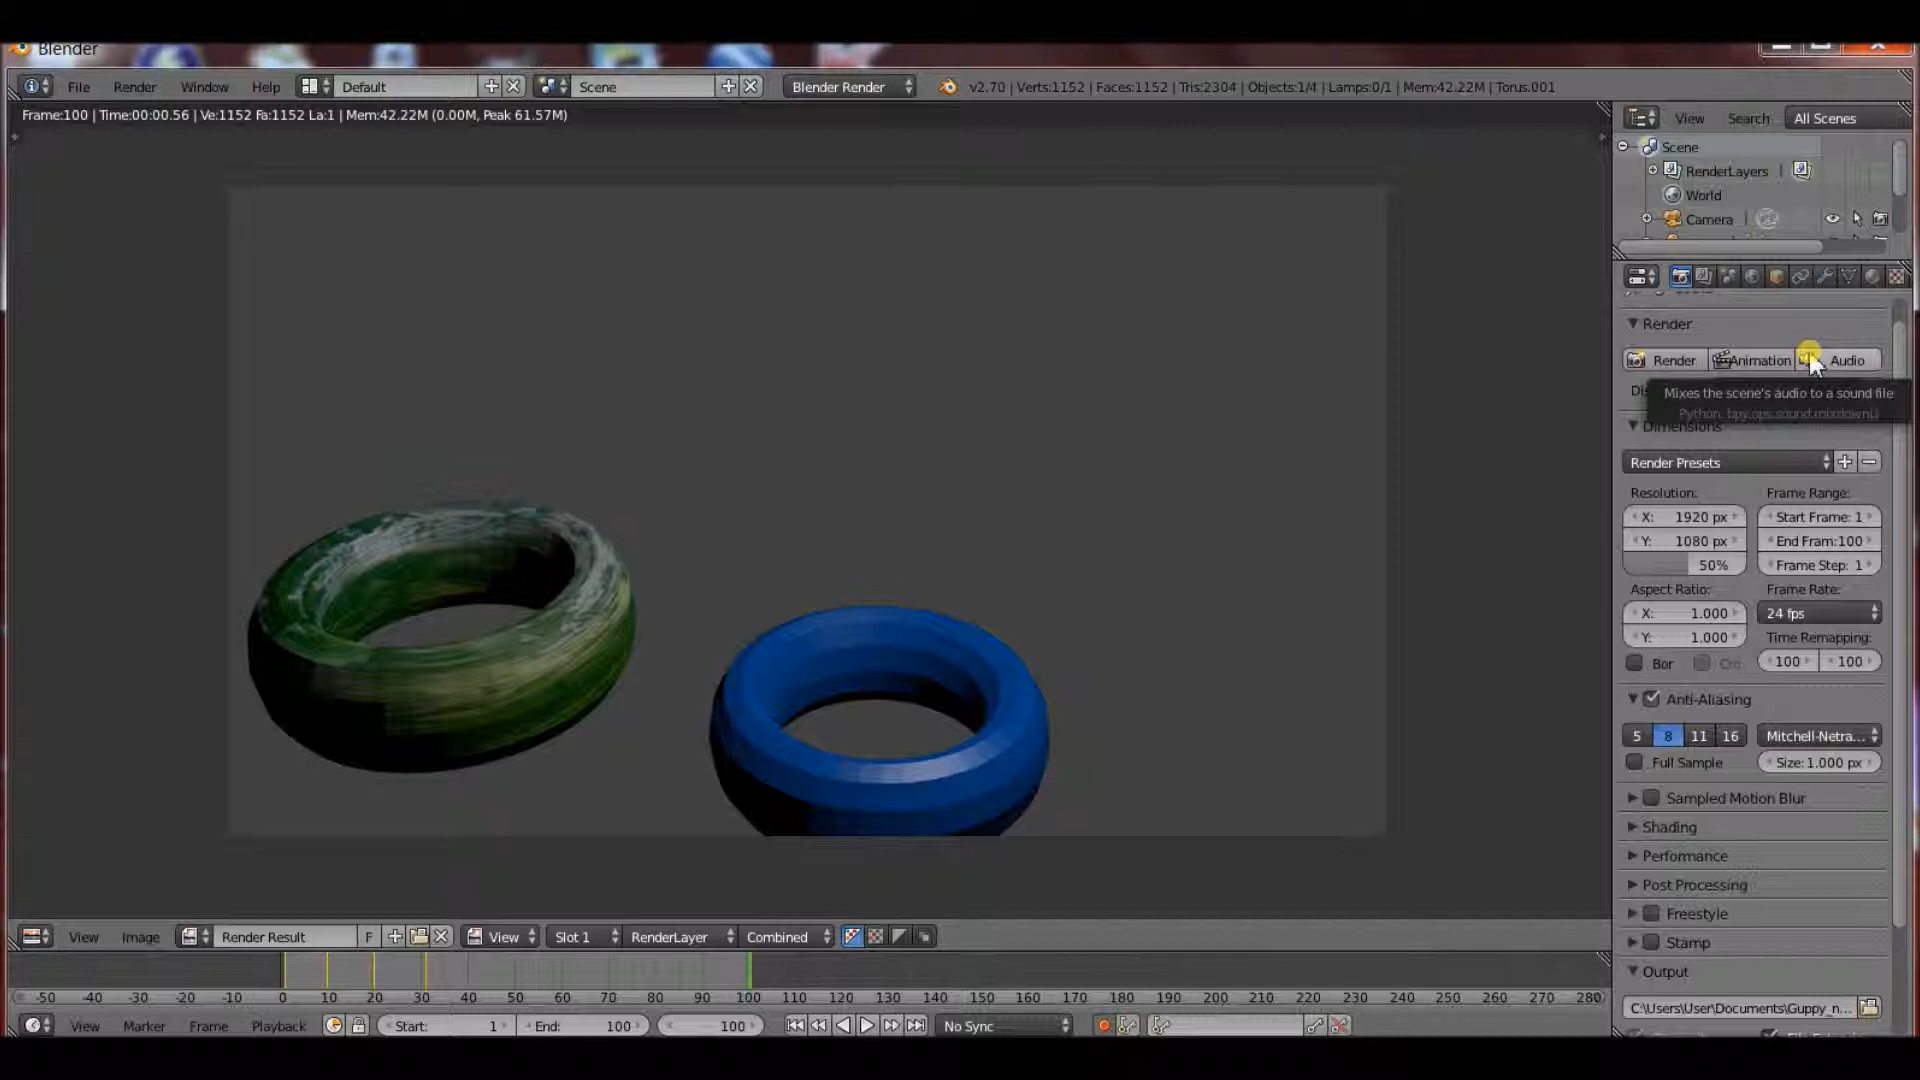 Blender
File Render Window Help Default Scene Blender Render v2.70 | Verts:1152 | Faces:1152 | Tris:2304 | Objects:1/4 | Lamps:0/1 | Mem:42.22M | Torus.001
Frame:100 | Time:00:00.56 | Ve:1152 Fa:1152 La:1 | Mem:42.22M (0.00M, Peak 61.57M)
View Search All Scenes
Scene
RenderLayers |
World
Camera |
Render
Render Animation Audio
Mixes the scene's audio to a sound file
Python: bpy.ops.sound.mixdown()
Dimensions
Render Presets
Resolution: Frame Range:
X: 1920 px Start Frame: 1
Y: 1080 px End Fram:100
50% Frame Step: 1
Aspect Ratio: Frame Rate:
X: 1.000 24 fps
Y: 1.000 Time Remapping:
Bor Cro 100 100
Anti-Aliasing
5 8 11 16 Mitchell-Netra...
Full Sample Size: 1.000 px
Sampled Motion Blur
Shading
Performance
Post Processing
Freestyle
Stamp
Output
C:\Users\User\Documents\Guppy_n...
View Image Render Result F View Slot 1 RenderLayer Combined
-50 -40 -30 -20 -10 0 10 20 30 40 50 60 70 80 90 100 110 120 130 140 150 160 170 180 190 200 210 220 230 240 250 260 270 280
View Marker Frame Playback Start: 1 End: 100 100 No Sync